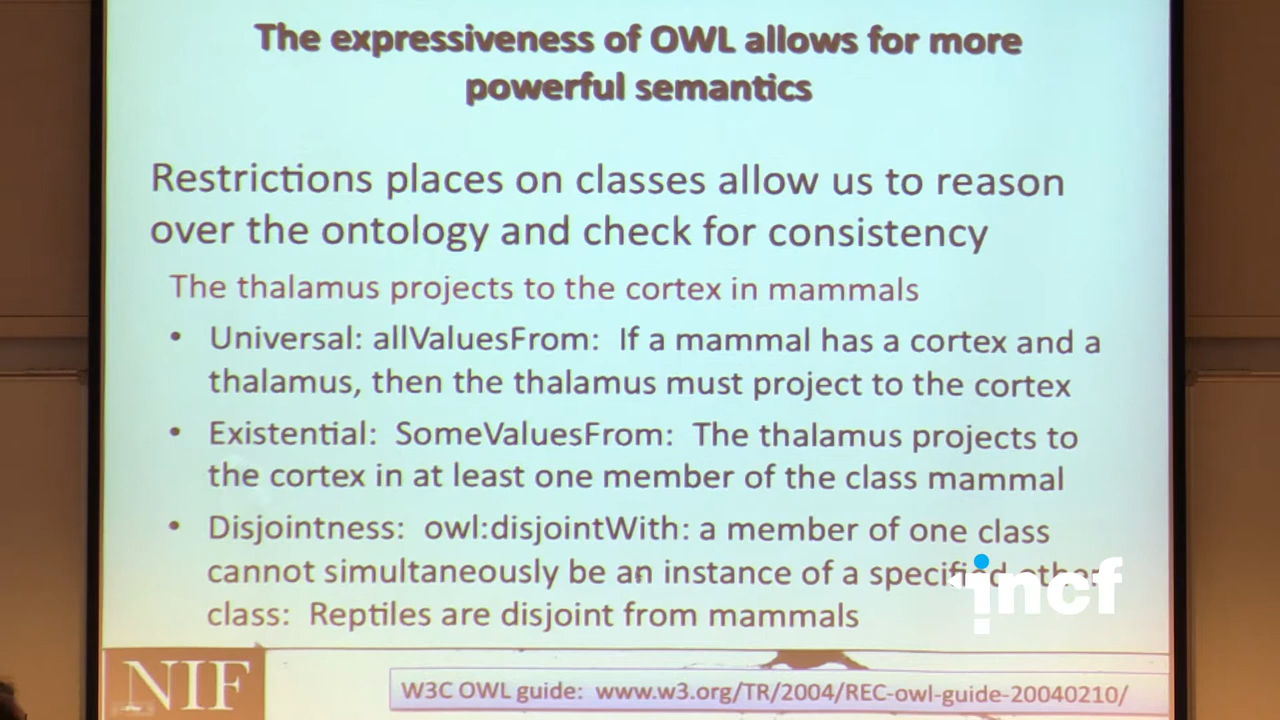 The expressiveness of OWL allows for more
powerful semantics
Restrictions places on classes allow us to reason
over the ontology and check for consistency
The thalamus projects to the cortex in mammals
• Universal: allValuesFrom: If a mammal has a cortex and a
thalamus, then the thalamus must project to the cortex
• Existential: SomeValuesFrom: The thalamus projects to
the cortex in at least one member of the class mammal
• Disjointness: owl:disjointWith: a member of one class
cannot simultaneously be an instance of a specified other
class: Reptiles are disjoint from mammals
incf
NIF
W3C OWL guide: www.w3.org/TR/2004/REC-owl-guide-20040210/